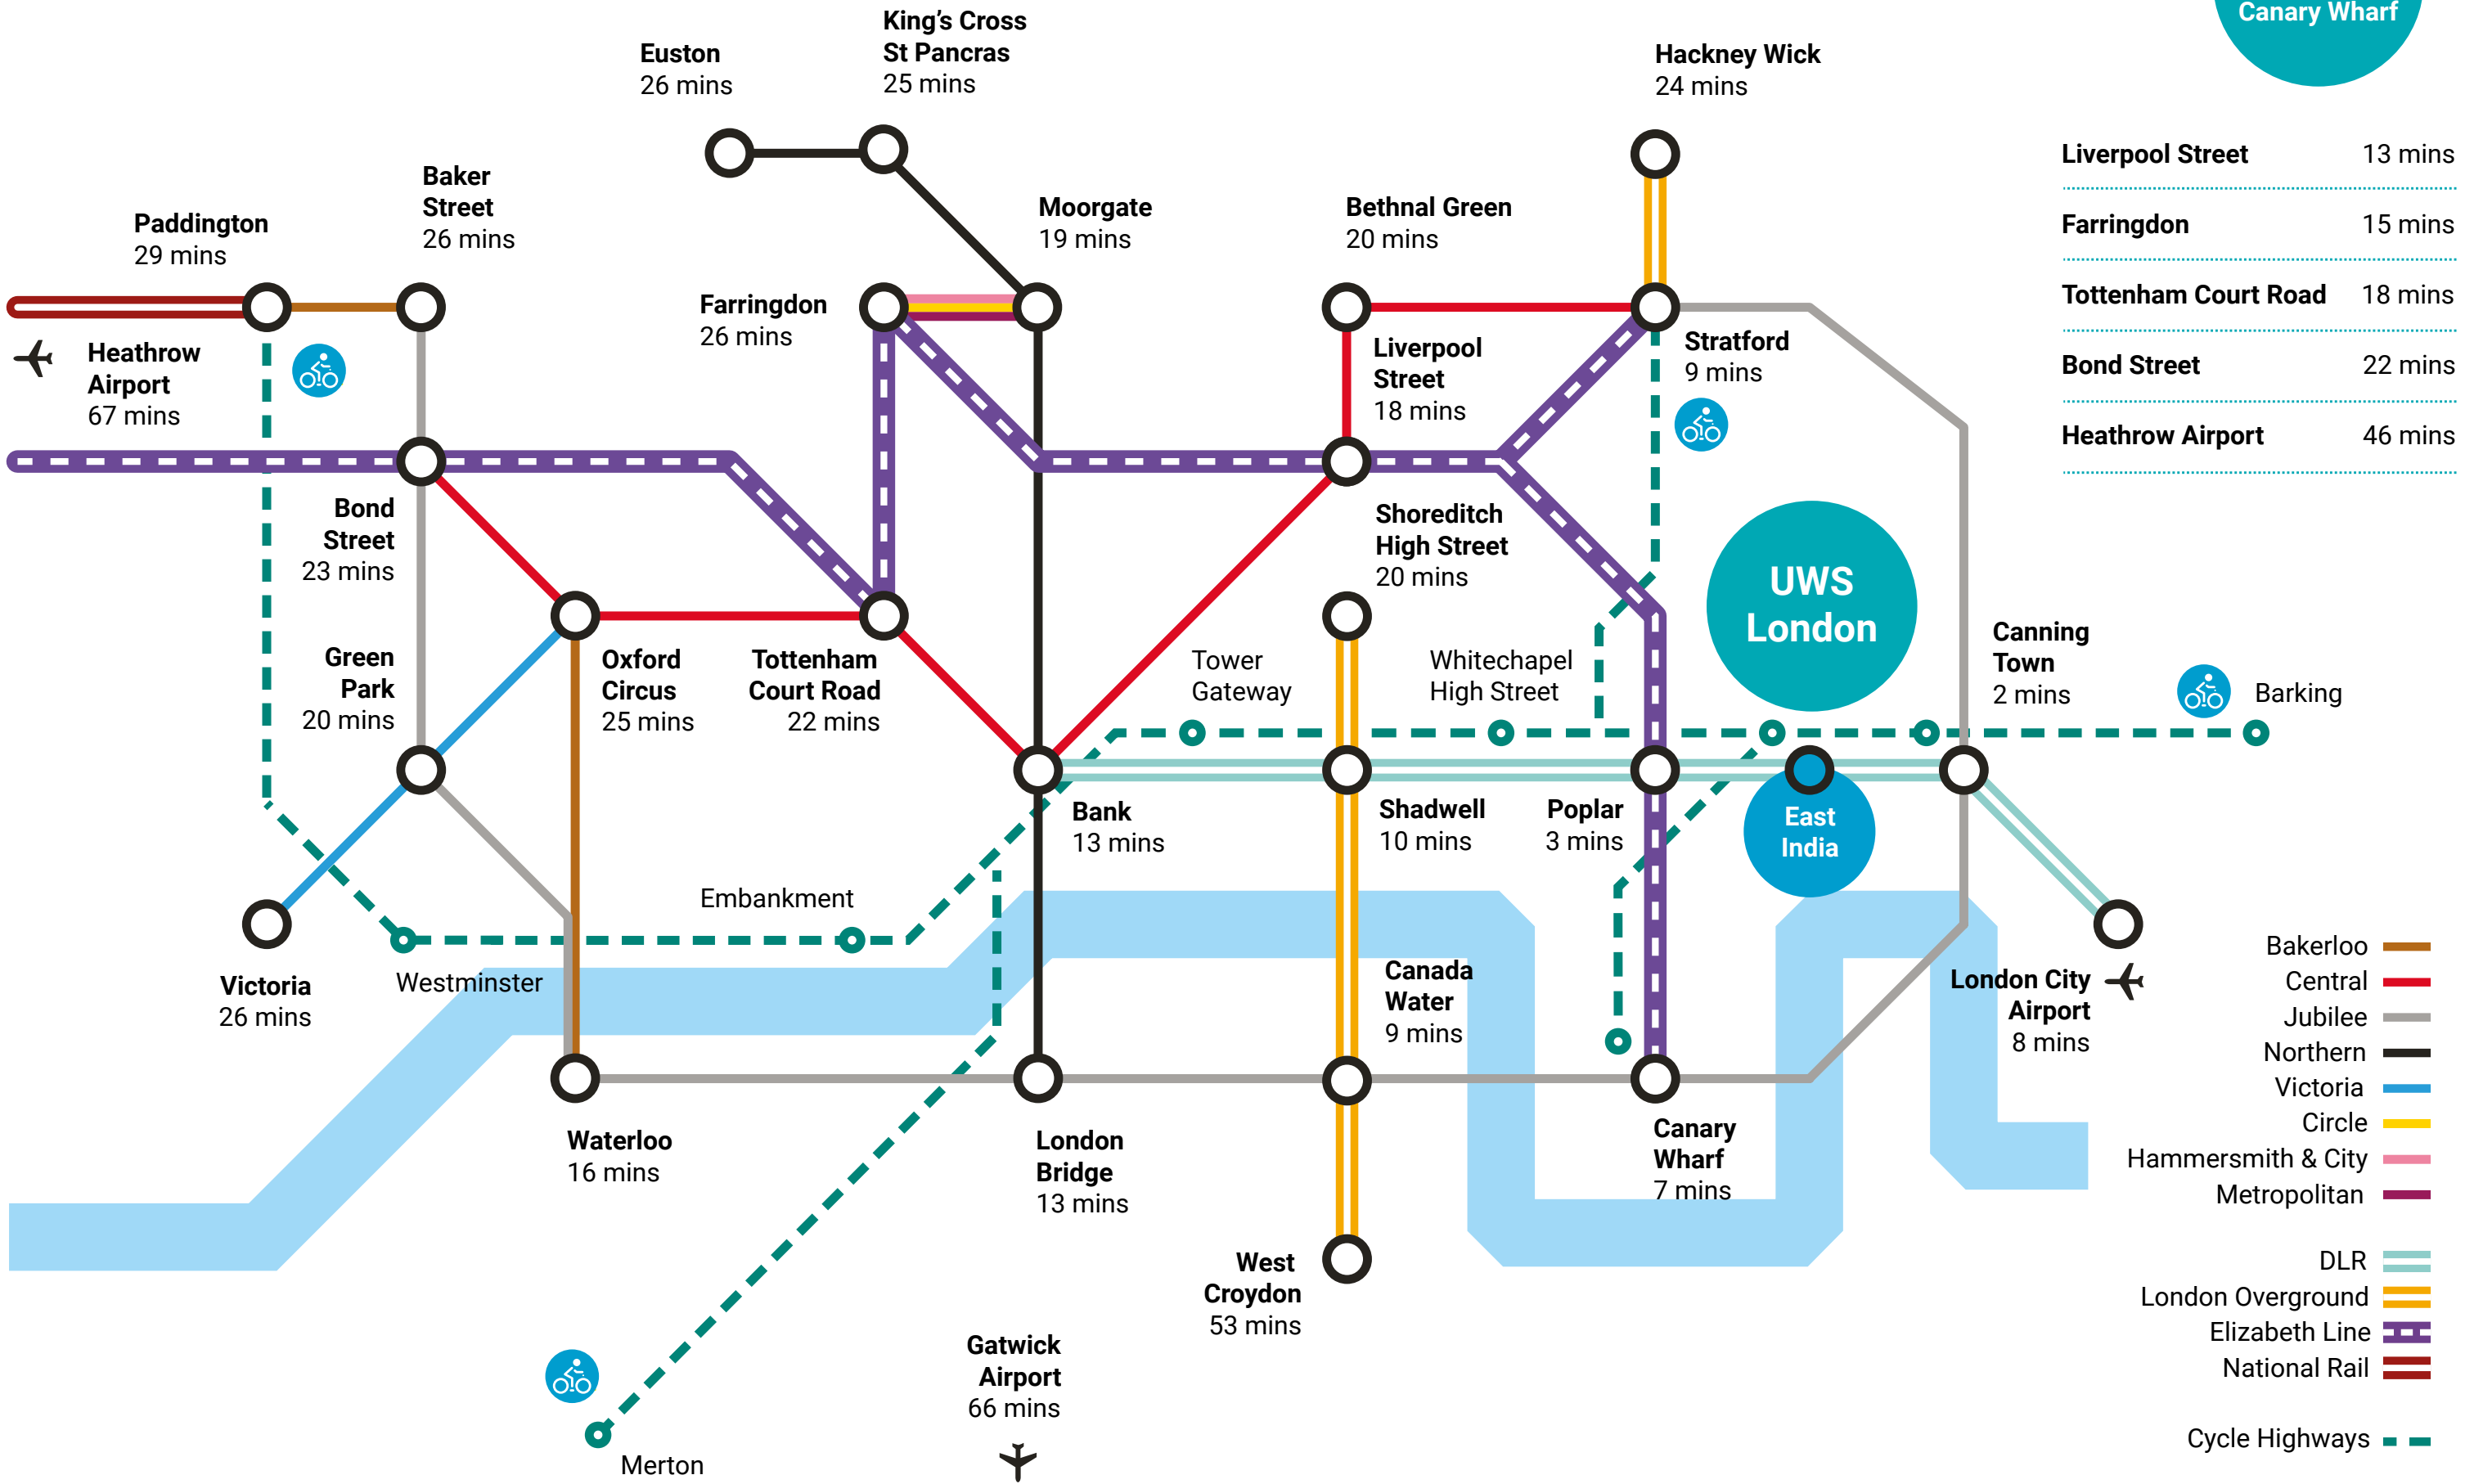 Canary Wharf
King's Cross
St Pancras
25 mins
Euston
26 mins
Hackney Wick
24 mins
Liverpool Street 13 mins
Farringdon 15 mins
Tottenham Court Road 18 mins
Bond Street 22 mins
Heathrow Airport 46 mins
Baker
Street
26 mins
Paddington
29 mins
Moorgate
19 mins
Bethnal Green
20 mins
Farringdon
26 mins
Heathrow
Airport
67 mins
Liverpool
Street
18 mins
Stratford
9 mins
Bond
Street
23 mins
Shoreditch
High Street
20 mins
UWS
London
Green
Park
20 mins
Oxford
Circus
25 mins
Tottenham
Court Road
22 mins
Tower
Gateway
Whitechapel
High Street
Canning
Town
2 mins
Barking
Bank
13 mins
Shadwell
10 mins
Poplar
3 mins
East
India
Embankment
Westminster
Victoria
26 mins
Canada
Water
9 mins
London City
Airport
8 mins
Waterloo
16 mins
London
Bridge
13 mins
Canary
Wharf
7 mins
West
Croydon
53 mins
Gatwick
Airport
66 mins
Merton
Bakerloo
Central
Jubilee
Northern
Victoria
Circle
Hammersmith & City
Metropolitan
DLR
London Overground
Elizabeth Line
National Rail
Cycle Highways